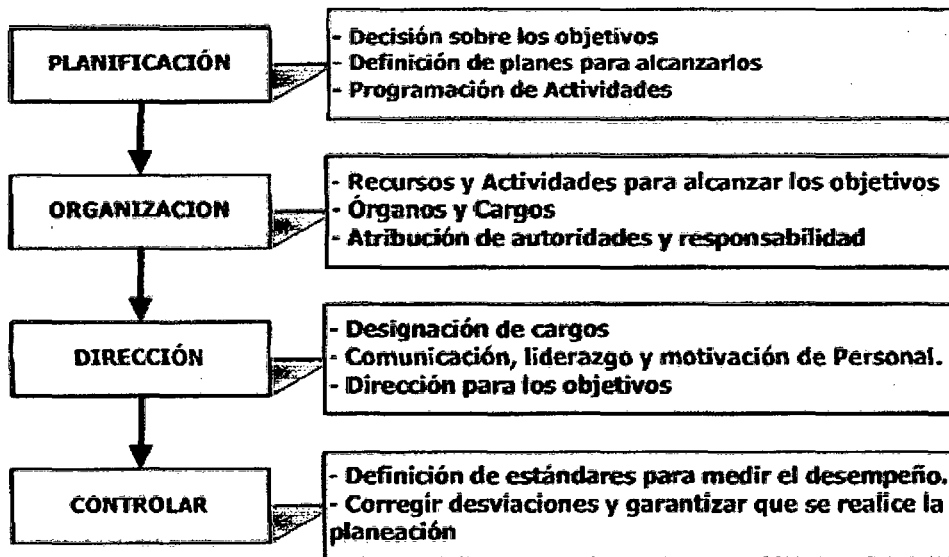 PLANIFICACIÓN
- Decisión sobre los objetivos
- Definición de planes para alcanzarlos
- Programación de Actividades
ORGANIZACION
- Recursos y Actividades para alcanzar los objetivos
- Órganos y Cargos
- Atribución de autoridades y responsabilidad
DIRECCIÓN
- Designación de cargos
- Comunicación, liderazgo y motivación de Personal.
- Dirección para los objetivos
CONTROLAR
- Definición de estándares para medir el desempeño.
- Corregir desviaciones y garantizar que se realice la
planeación